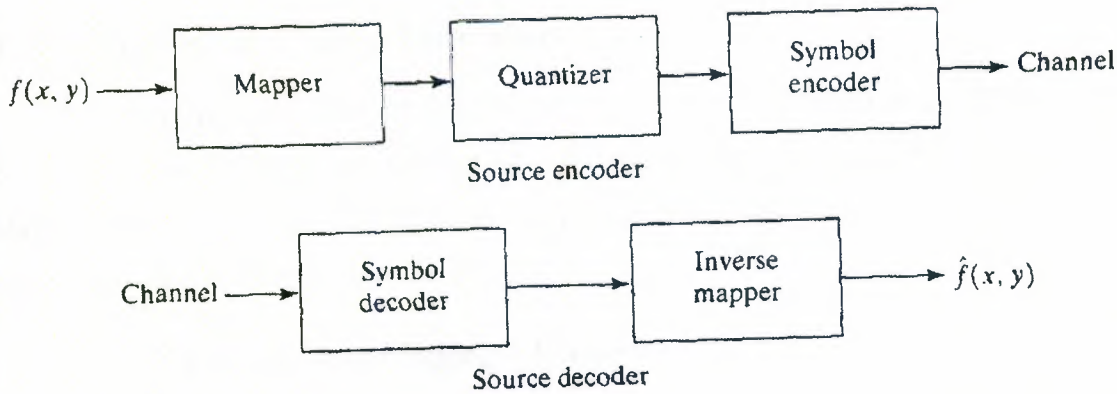 f(x, y)
Mapper
Quantizer
Symbol
encoder
Channel
Source encoder
Channel
Symbol
decoder
Inverse
mapper
f̂(x, y)
Source decoder